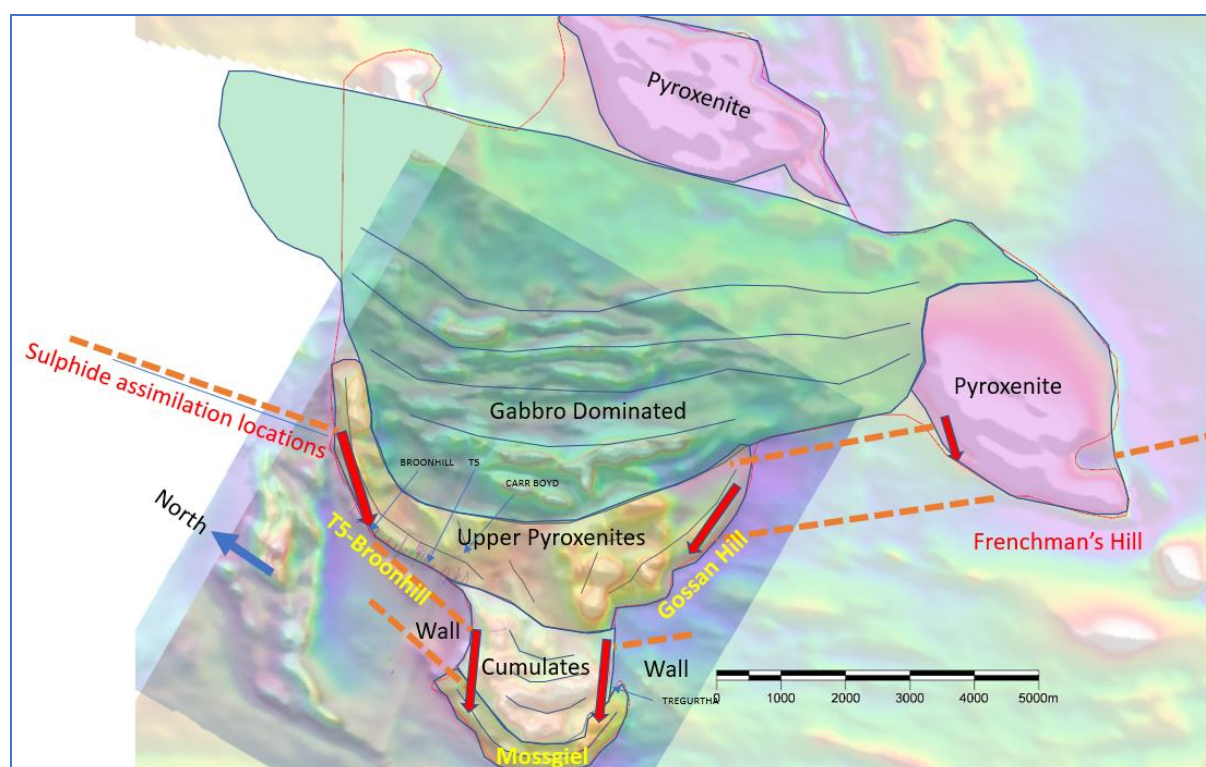 Pyroxenite
Pyroxenite
Gabbro Dominated
Sulphide assimilation locations
BROONHILL
T5
CARR BOYD
North
T5-Broonhill
Upper Pyroxenites
Gossan Hill
Frenchman's Hill
Wall
Cumulates
Wall
TREGURTHA
0 1000 2000 3000 4000 5000m
Mossgiel